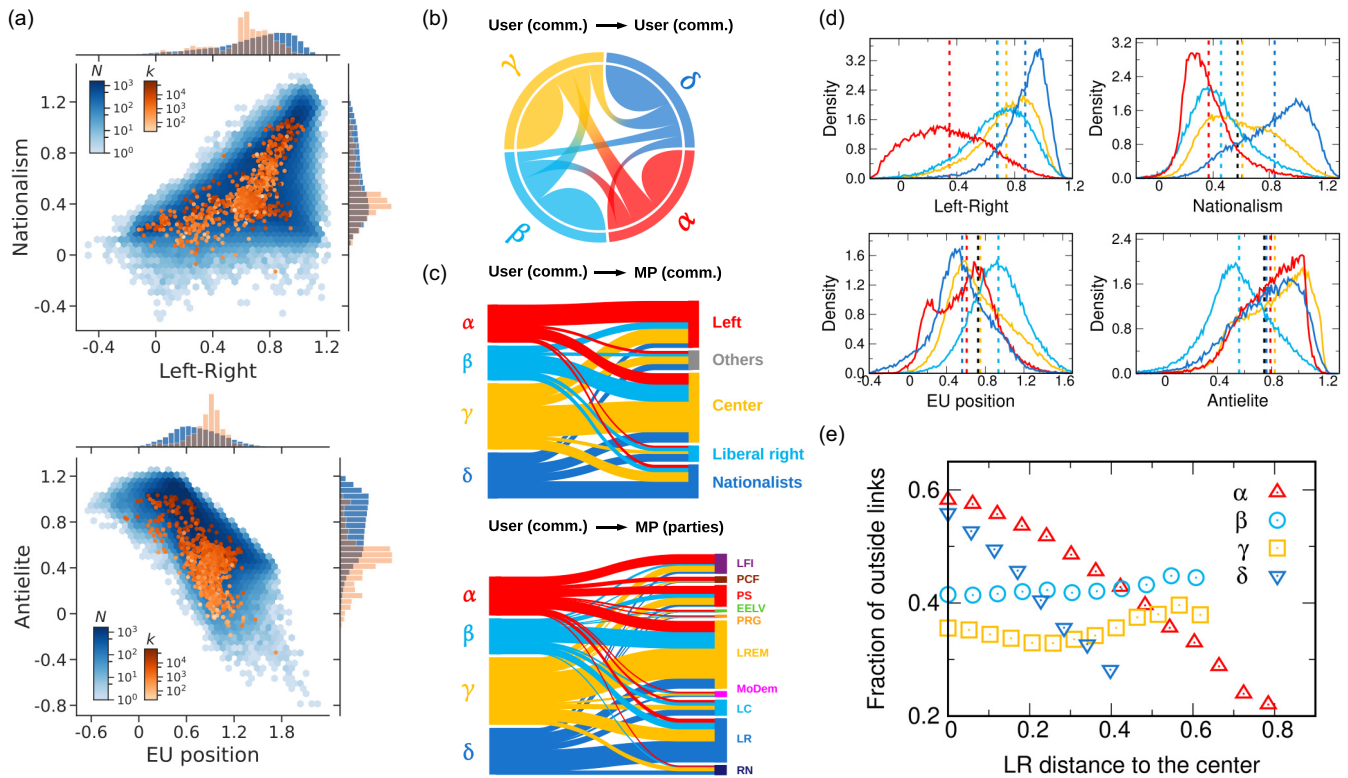 (a)
N
k
10³
10²
10¹
10⁰
10⁴
10³
10²
Nationalism
1.2
0.8
0.4
0
-0.4
-0.4
0
0.4
0.8
1.2
Left-Right
Antielite
1.2
0.8
0.4
0
-0.4
-0.8
N
k
10³
10²
10¹
10⁰
10⁴
10³
10²
-0.6
0
0.6
1.2
1.8
EU position
(b)
User (comm.) → User (comm.)
γ
δ
β
α
(c)
User (comm.) → MP (comm.)
α
β
γ
δ
Left
Others
Center
Liberal right
Nationalists
User (comm.) → MP (parties)
α
β
γ
δ
LFI
PCF
PS
EELV
PRG
LREM
MoDem
LC
LR
RN
(d)
Density
3.2
2.4
1.6
0.8
0.0
0
0.4
0.8
1.2
Left-Right
Density
3.2
2.4
1.6
0.8
0.0
0
0.4
0.8
1.2
Nationalism
Density
1.6
1.2
0.8
0.4
0.0
-0.4
0
0.4
0.8
1.2
1.6
EU position
Density
2.4
1.6
0.8
0.0
0
0.4
0.8
1.2
Antielite
(e)
Fraction of outside links
0.6
0.4
0.2
α
β
γ
δ
0
0.2
0.4
0.6
0.8
LR distance to the center